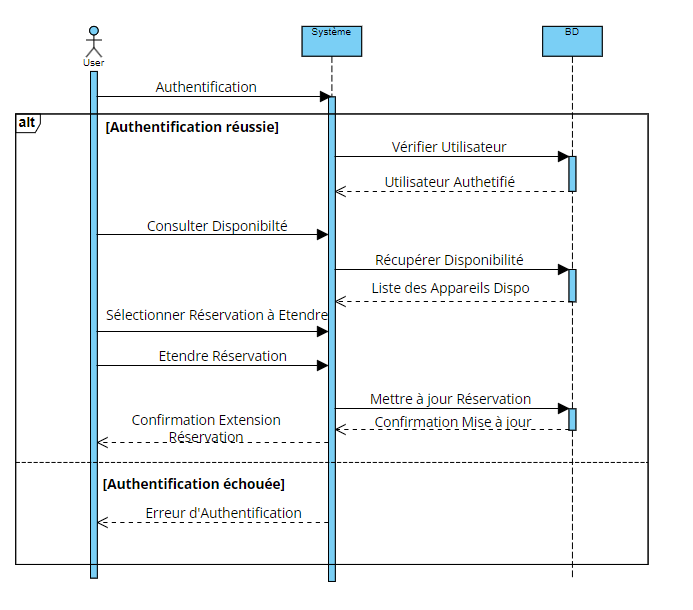 Système
BD
User
Authentification
alt
[Authentification réussie]
Vérifier Utilisateur
Utilisateur Authetifié
Consulter Disponibilté
Récupérer Disponibilité
Liste des Appareils Dispo
Sélectionner Réservation à Etendre
Etendre Réservation
Mettre à jour Réservation
Confirmation Extension
Réservation
Confirmation Mise à jour
[Authentification échouée]
Erreur d'Authentification